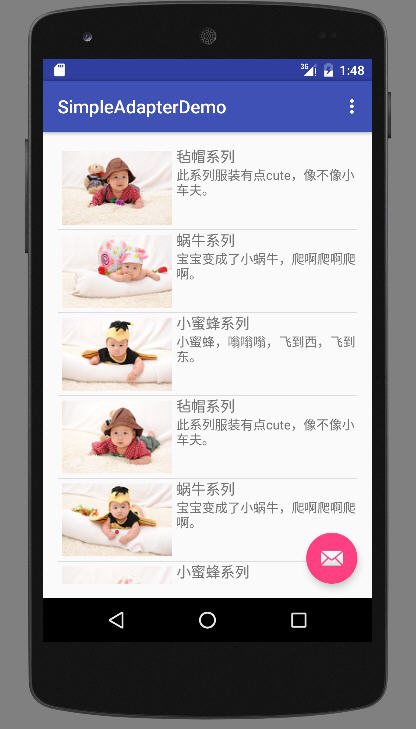 3G
1:48
SimpleAdapterDemo
毡帽系列
此系列服装有点cute，像不像小
车夫。
蜗牛系列
宝宝变成了小蜗牛，爬啊爬啊爬
啊。
小蜜蜂系列
小蜜蜂，嗡嗡嗡，飞到西，飞到
东。
毡帽系列
此系列服装有点cute，像不像小
车夫。
蜗牛系列
宝宝变成了小蜗牛，爬啊爬啊爬
啊。
小蜜蜂系列